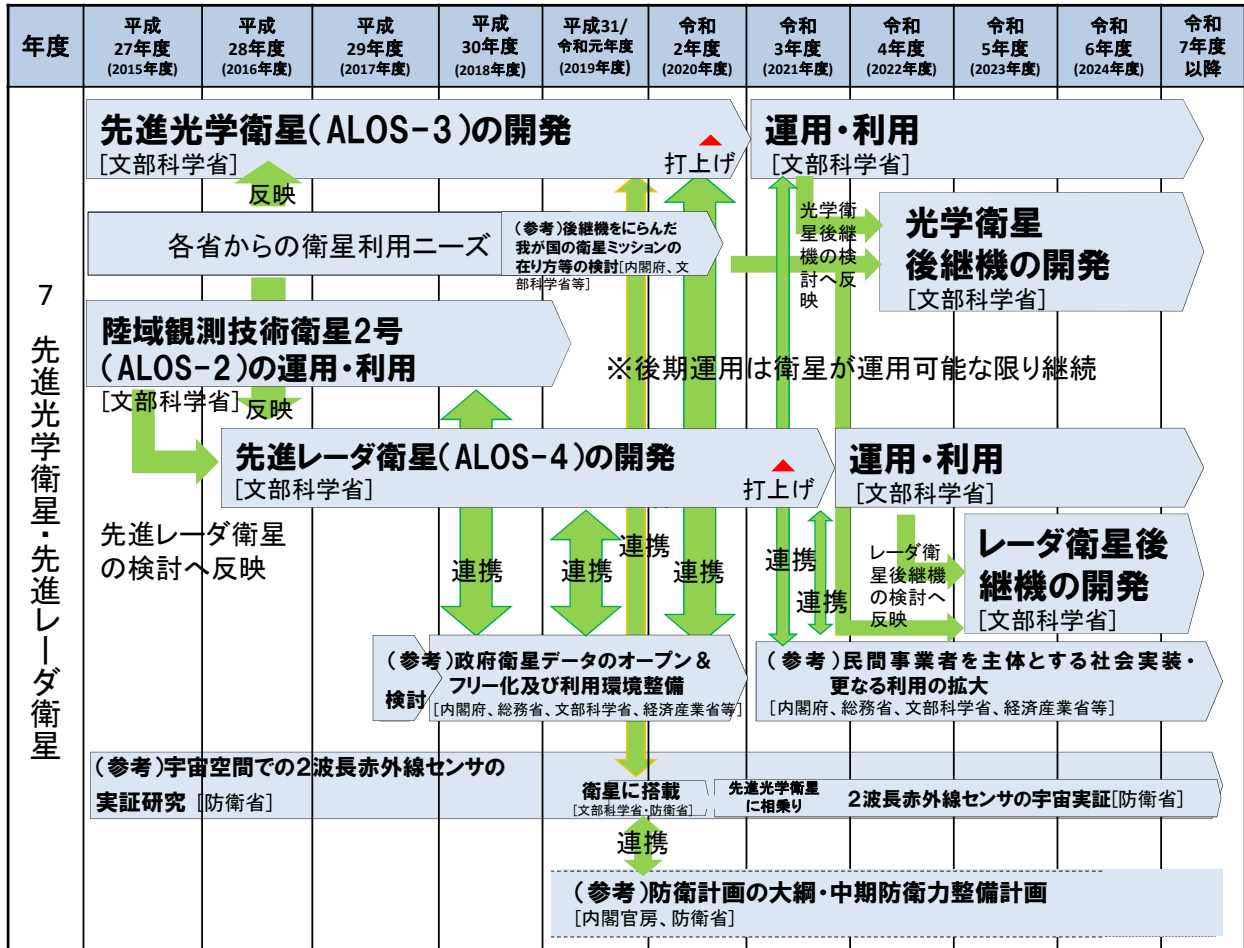 年度
平成
27年度
(2015年度)
平成
28年度
(2016年度)
平成
29年度
(2017年度)
平成
30年度
(2018年度)
平成31/
令和元年度
(2019年度)
令和
2年度
(2020年度)
令和
3年度
(2021年度)
令和
4年度
(2022年度)
令和
5年度
(2023年度)
令和
6年度
(2024年度)
令和
7年度
以降
7 先進光学衛星・先進レーダ衛星
先進光学衛星(ALOS-3)の開発
[文部科学省]
打上げ
運用・利用
[文部科学省]
反映
各省からの衛星利用ニーズ
(参考)後継機をにらんだ
我が国の衛星ミッションの
在り方等の検討[内閣府、文
部科学省等]
光学衛
星後継
機の検
討へ反
映
光学衛星
後継機の開発
[文部科学省]
陸域観測技術衛星2号
(ALOS-2)の運用・利用
[文部科学省]
※後期運用は衛星が運用可能な限り継続
反映
先進レーダ衛星(ALOS-4)の開発
[文部科学省]
打上げ
運用・利用
[文部科学省]
先進レーダ衛星
の検討へ反映
連携
連携
連携
連携
連携
連携
レーダ衛
星後継機
の検討へ
反映
レーダ衛星後
継機の開発
[文部科学省]
検討
(参考)政府衛星データのオープン&
フリー化及び利用環境整備
[内閣府、総務省、文部科学省、経済産業省等]
(参考)民間事業者を主体とする社会実装・
更なる利用の拡大
[内閣府、総務省、文部科学省、経済産業省等]
(参考)宇宙空間での2波長赤外線センサの
実証研究 [防衛省]
衛星に搭載
[文部科学省・防衛省]
先進光学衛星
に相乗り
2波長赤外線センサの宇宙実証[防衛省]
連携
(参考)防衛計画の大綱・中期防衛力整備計画
[内閣官房、防衛省]